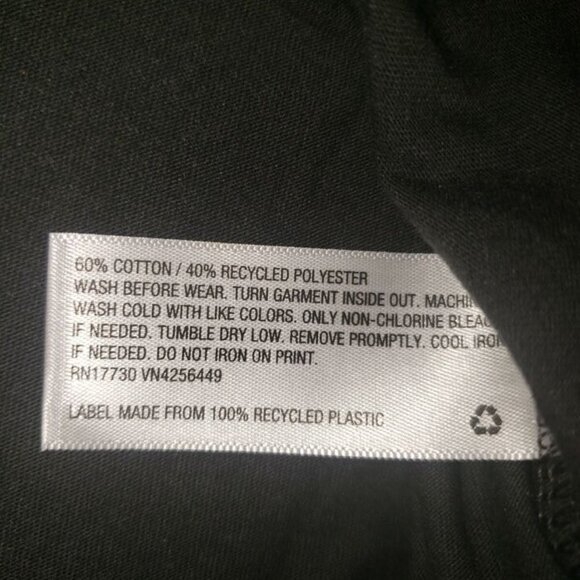 60% COTTON / 40% RECYCLED POLYESTER
WASH BEFORE WEAR. TURN GARMENT INSIDE OUT.
WASH COLD WITH LIKE COLORS. ONLY NON-CHLORINE
IF NEEDED. TUMBLE DRY LOW. REMOVE PROMPTLY. COOL
IF NEEDED. DO NOT IRON ON PRINT.
RN17730 VN4256449
LABEL MADE FROM 100% RECYCLED PLASTIC